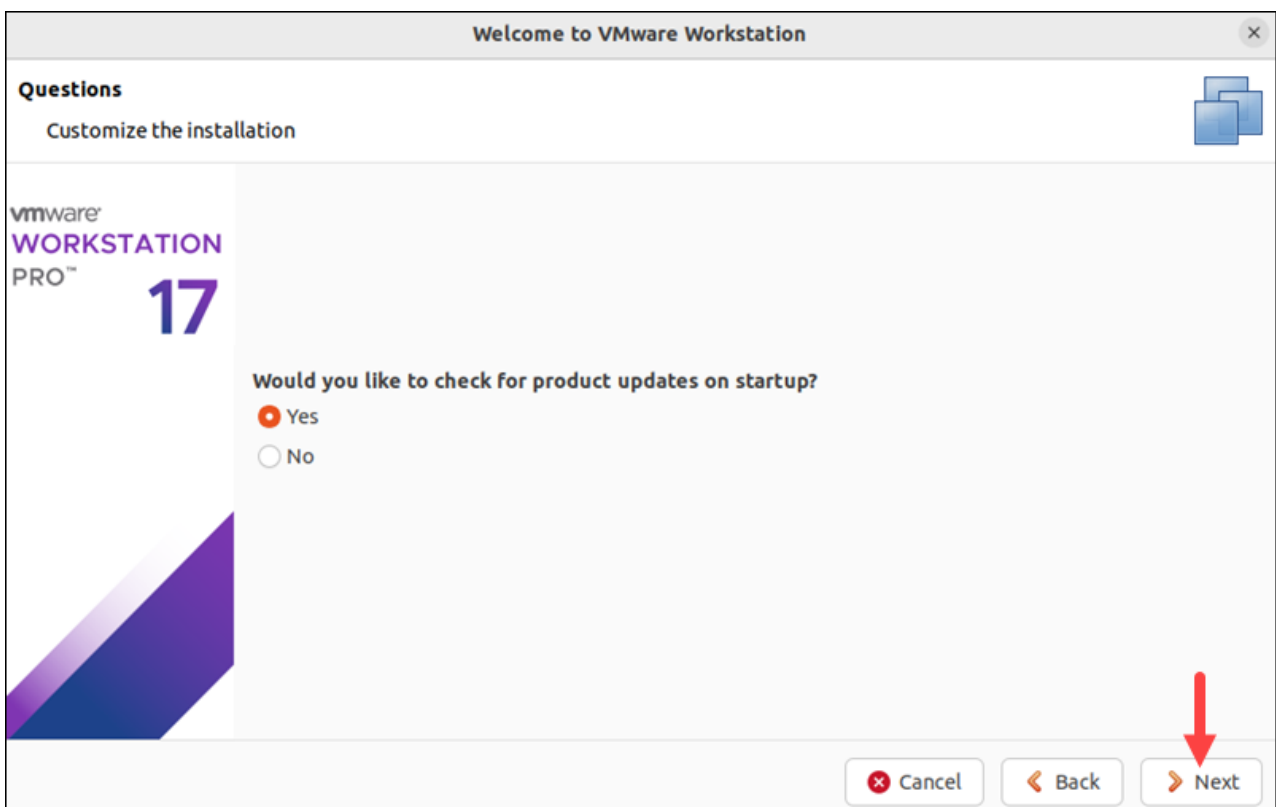 Welcome to VMware Workstation
Questions
Customize the installation
vmware®
WORKSTATION
PRO™
17
Would you like to check for product updates on startup?
Yes
No
Cancel
Back
Next